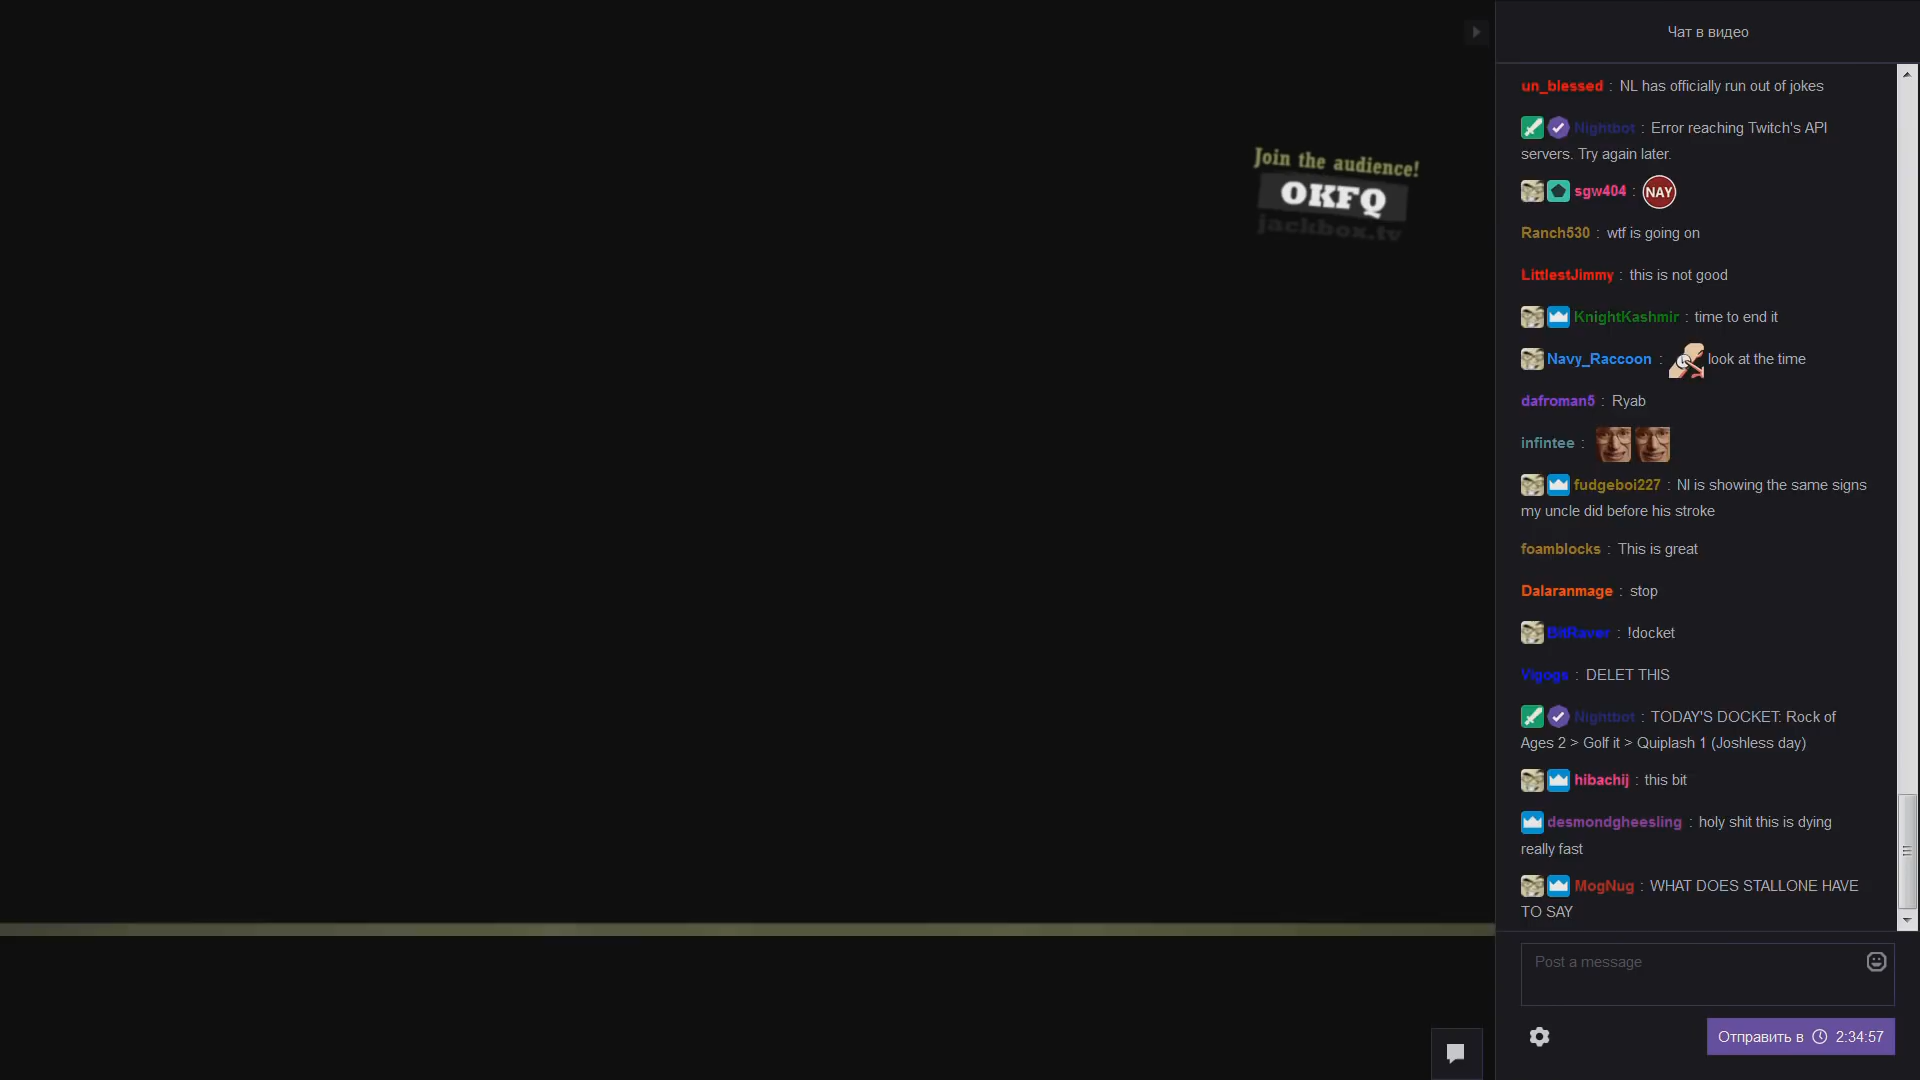 Join the audience!
OKFQ
jackbox.tv
Чат в видео
un_blessed : NL has officially run out of jokes
Nightbot : Error reaching Twitch's API
servers. Try again later.
sgw404 : NAY
Ranch530 : wtf is going on
LittlestJimmy : this is not good
KnightKashmir : time to end it
Navy_Raccoon : look at the time
dafroman5 : Ryab
infintee :
fudgeboi227 : Nl is showing the same signs
my uncle did before his stroke
foamblocks : This is great
Dalaranmage : stop
BitRaver : !docket
Vigogs : DELET THIS
Nightbot : TODAY'S DOCKET: Rock of
Ages 2 > Golf it > Quiplash 1 (Joshless day)
hibachij : this bit
desmondgheesling : holy shit this is dying
really fast
MogNug : WHAT DOES STALLONE HAVE
TO SAY
Post a message
Отправить в 2:34:57